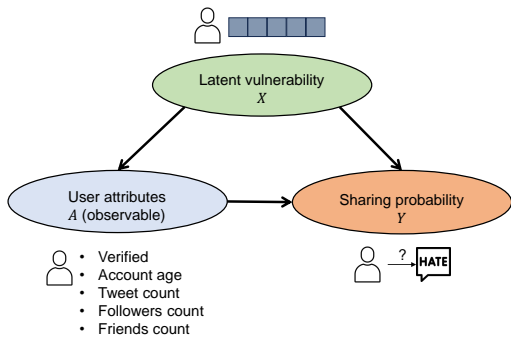 Latent vulnerability
X
User attributes
A (observable)
Sharing probability
Y
• Verified
• Account age
• Tweet count
• Followers count
• Friends count
?
HATE